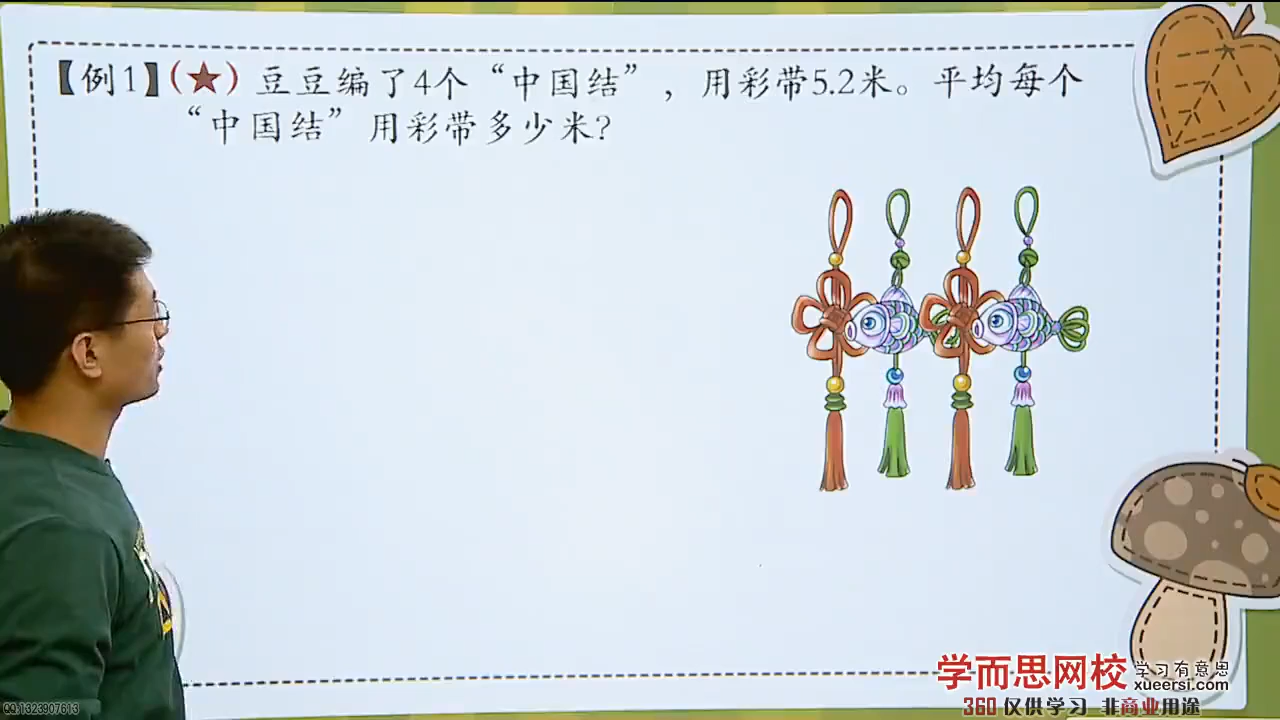 【例1】(★) 豆豆编了4个“中国结”，用彩带5.2米。平均每个
“中国结”用彩带多少米?
学而思网校 学习有意思
xueersi.com
360 仅供学习 非商业用途
QQ:1323907613